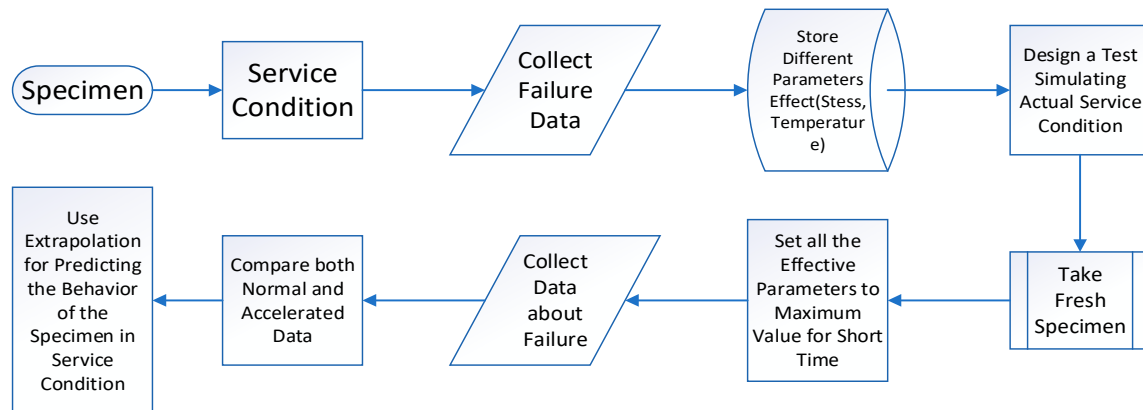 Specimen
Service
Condition
Collect
Failure
Data
Store
Different
Parameters
Effect(Stess,
Temperatur
e)
Design a Test
Simulating
Actual Service
Condition
Take
Fresh
Specimen
Set all the
Effective
Parameters to
Maximum
Value for Short
Time
Collect
Data
about
Failure
Compare both
Normal and
Accelerated
Data
Use
Extrapolation
for Predicting
the Behavior
of the
Specimen in
Service
Condition